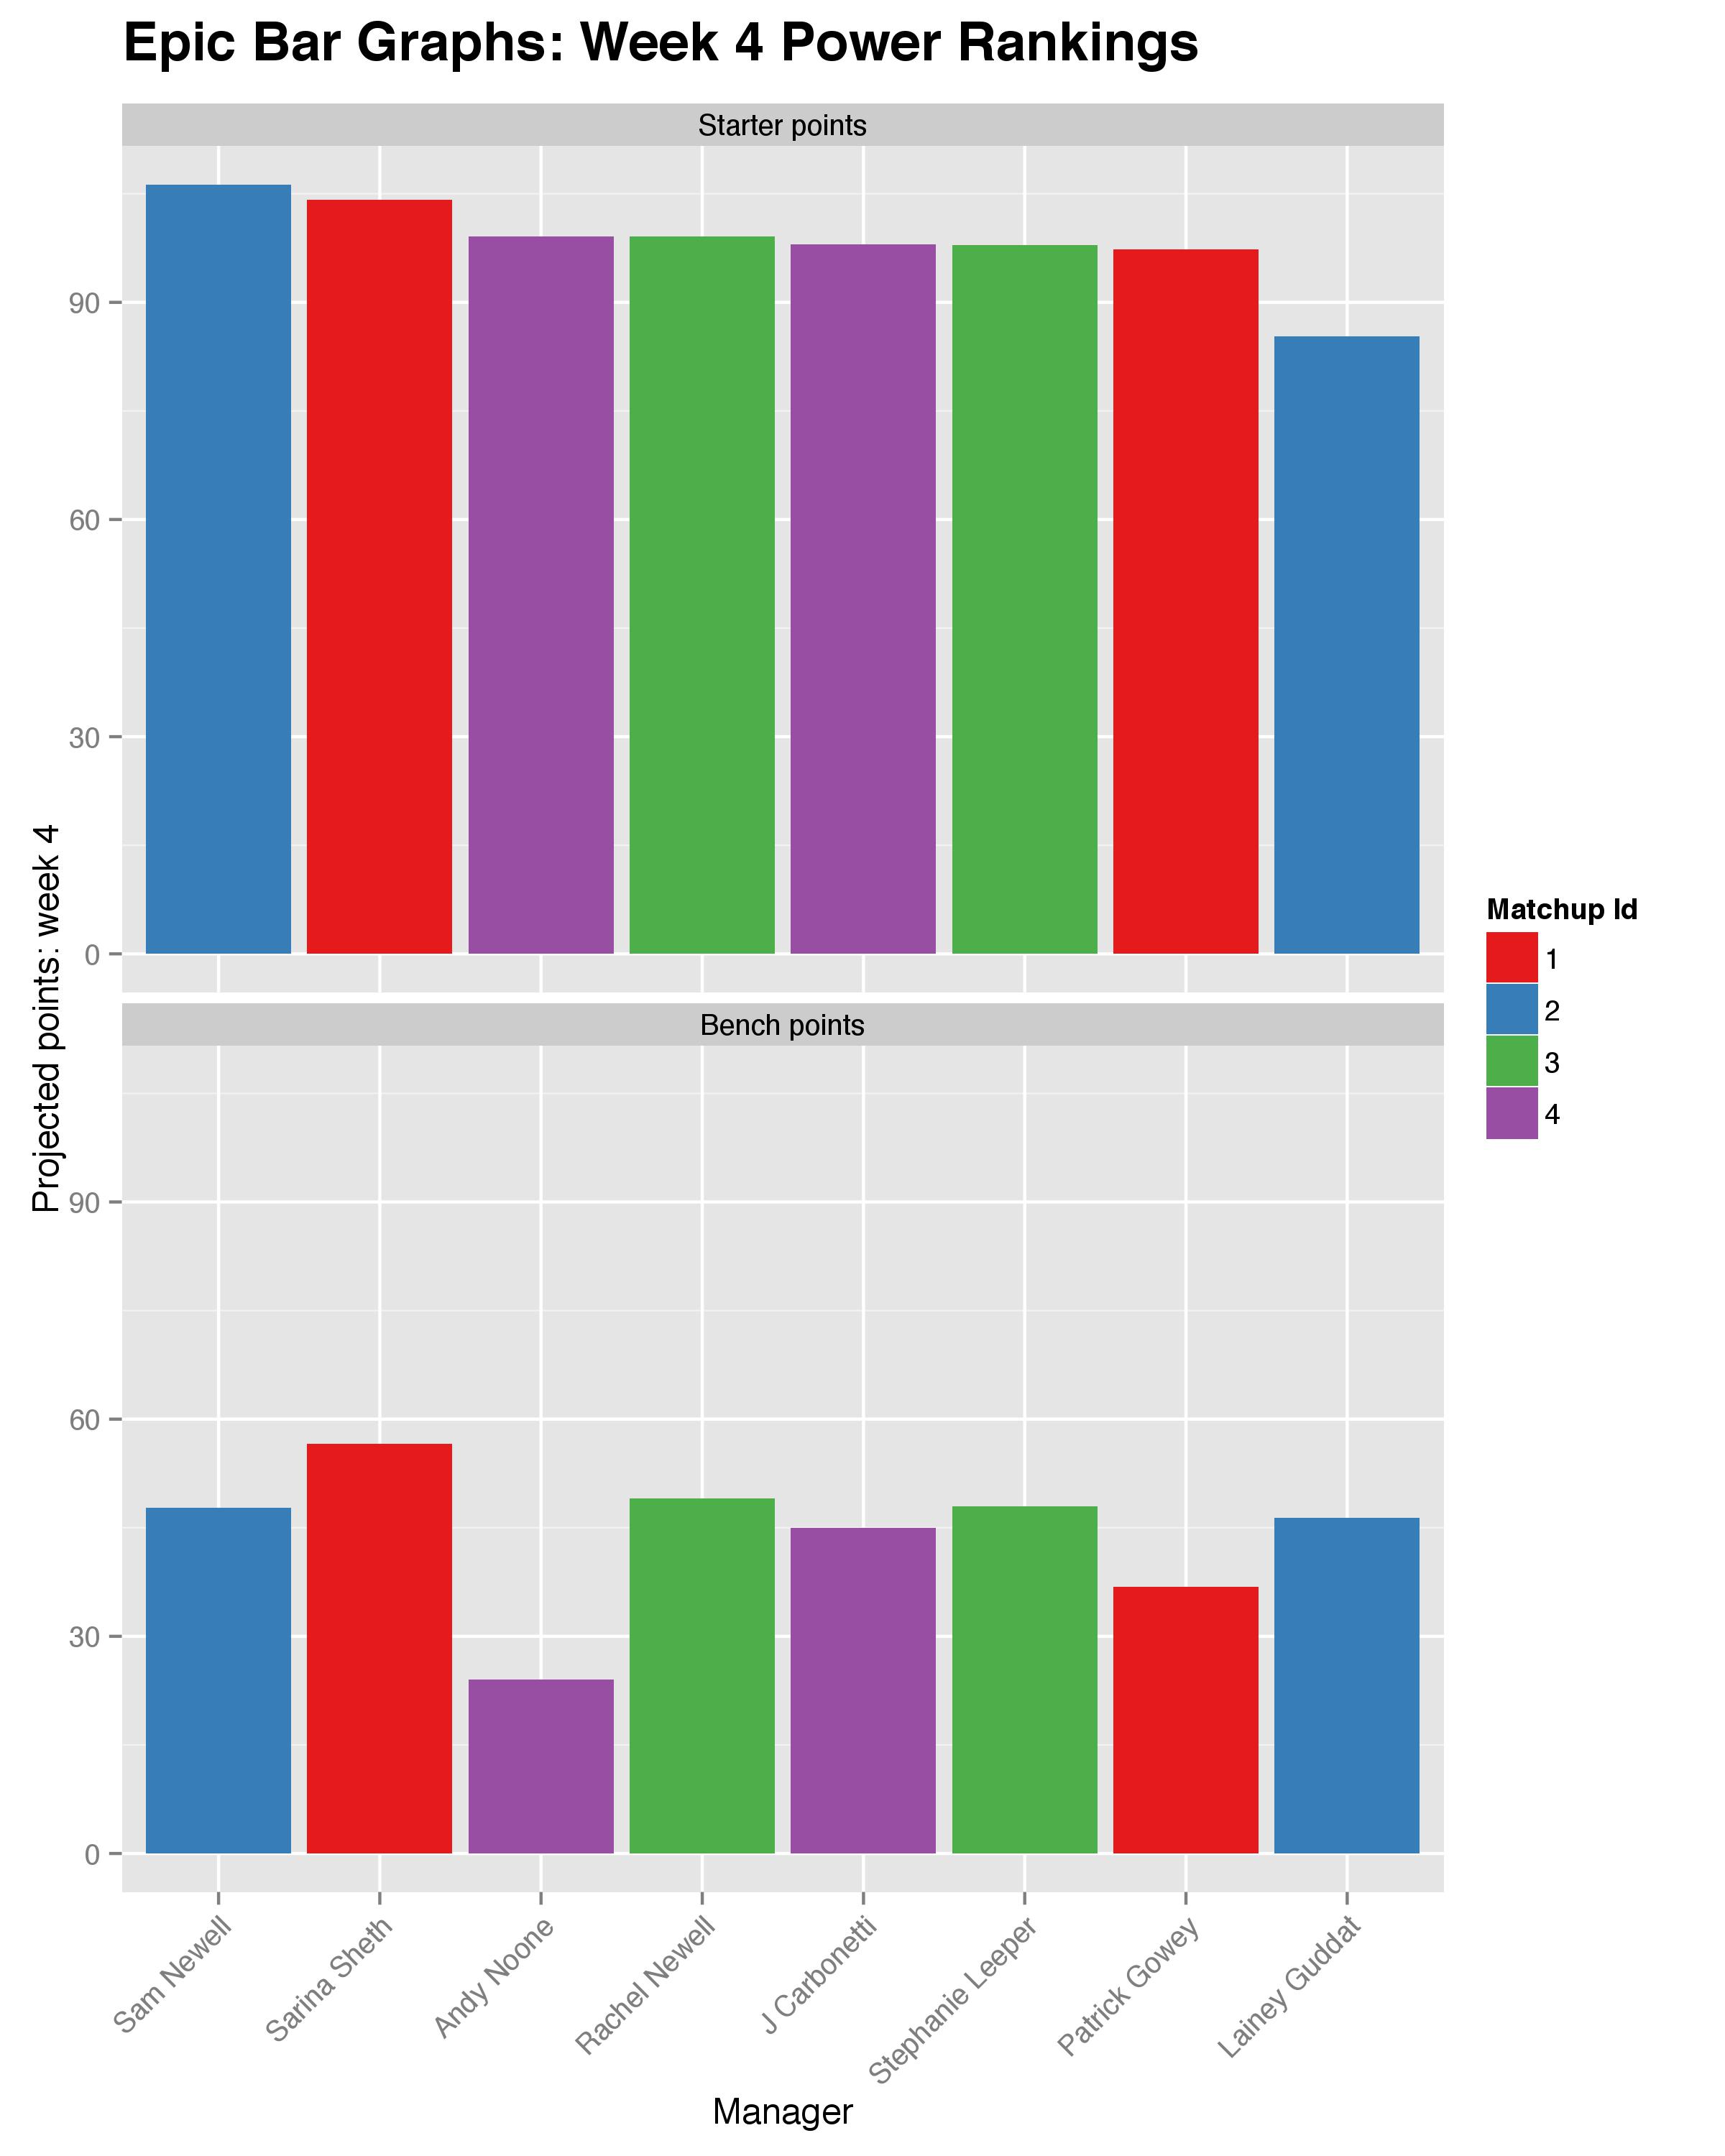 Epic Bar Graphs: Week 4 Power Rankings
Starter points
90
60
30
0
Bench points
90
60
30
0
Projected points: week 4
Sam Newell
Sarina Sheth
Andy Noone
Rachel Newell
J Carbonetti
Stephanie Leeper
Patrick Gowey
Lainey Guddat
Manager
Matchup Id
1
2
3
4